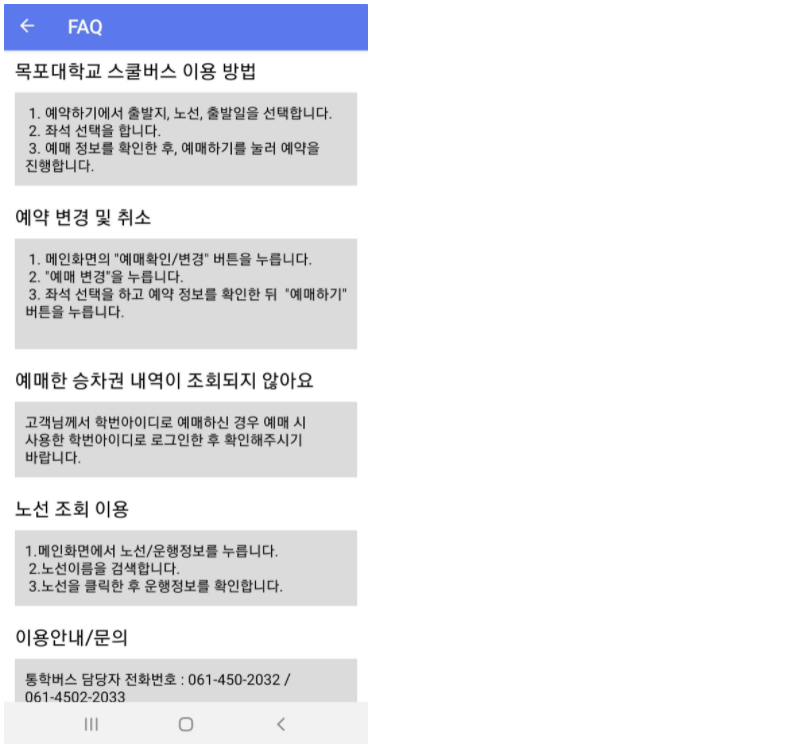 FAQ
목포대학교 스쿨버스 이용 방법
1. 예약하기에서 출발지, 노선, 출발일을 선택합니다.
2. 좌석 선택을 합니다.
3. 예매 정보를 확인한 후, 예매하기를 눌러 예약을
진행합니다.
예약 변경 및 취소
1. 메인화면의 "예매확인/변경" 버튼을 누릅니다.
2. "예매 변경"을 누릅니다.
3. 좌석 선택을 하고 예약 정보를 확인한 뒤 "예매하기"
버튼을 누릅니다.
예매한 승차권 내역이 조회되지 않아요
고객님께서 학번아이디로 예매하신 경우 예매 시
사용한 학번아이디로 로그인한 후 확인해주시기
바랍니다.
노선 조회 이용
1.메인화면에서 노선/운행정보를 누릅니다.
2.노선이름을 검색합니다.
3.노선을 클릭한 후 운행정보를 확인합니다.
이용안내/문의
통학버스 담당자 전화번호 : 061-450-2032 /
061-4502-2033